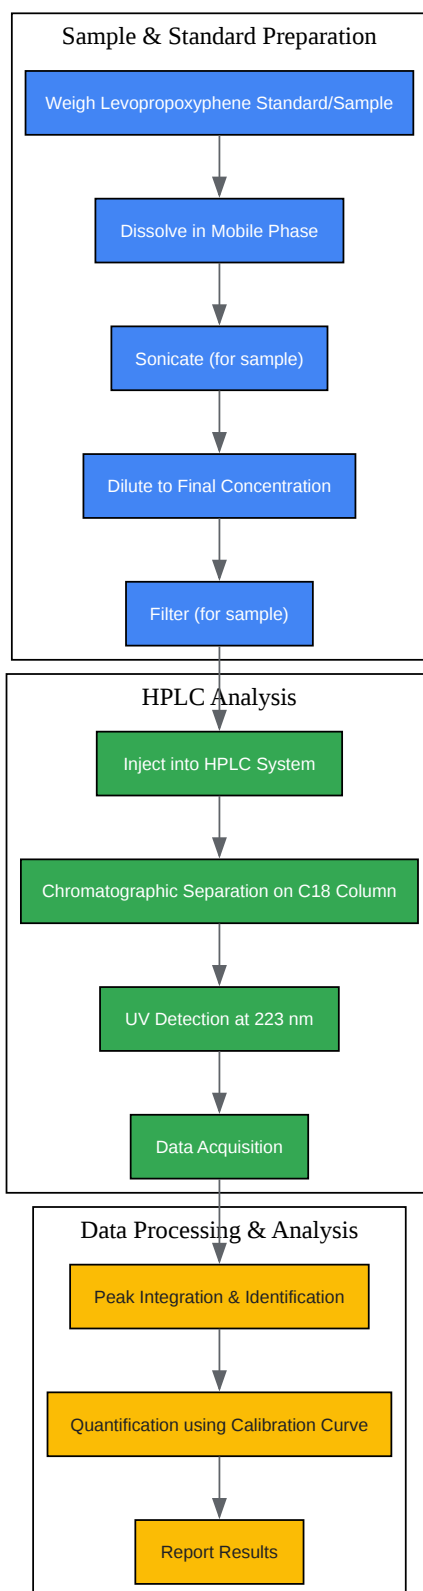 Sample & Standard Preparation
Weigh Levopropoxyphene Standard/Sample
Dissolve in Mobile Phase
Sonicate (for sample)
Dilute to Final Concentration
Filter (for sample)
HPLC Analysis
Inject into HPLC System
Chromatographic Separation on C18 Column
UV Detection at 223 nm
Data Acquisition
Data Processing & Analysis
Peak Integration & Identification
Quantification using Calibration Curve
Report Results